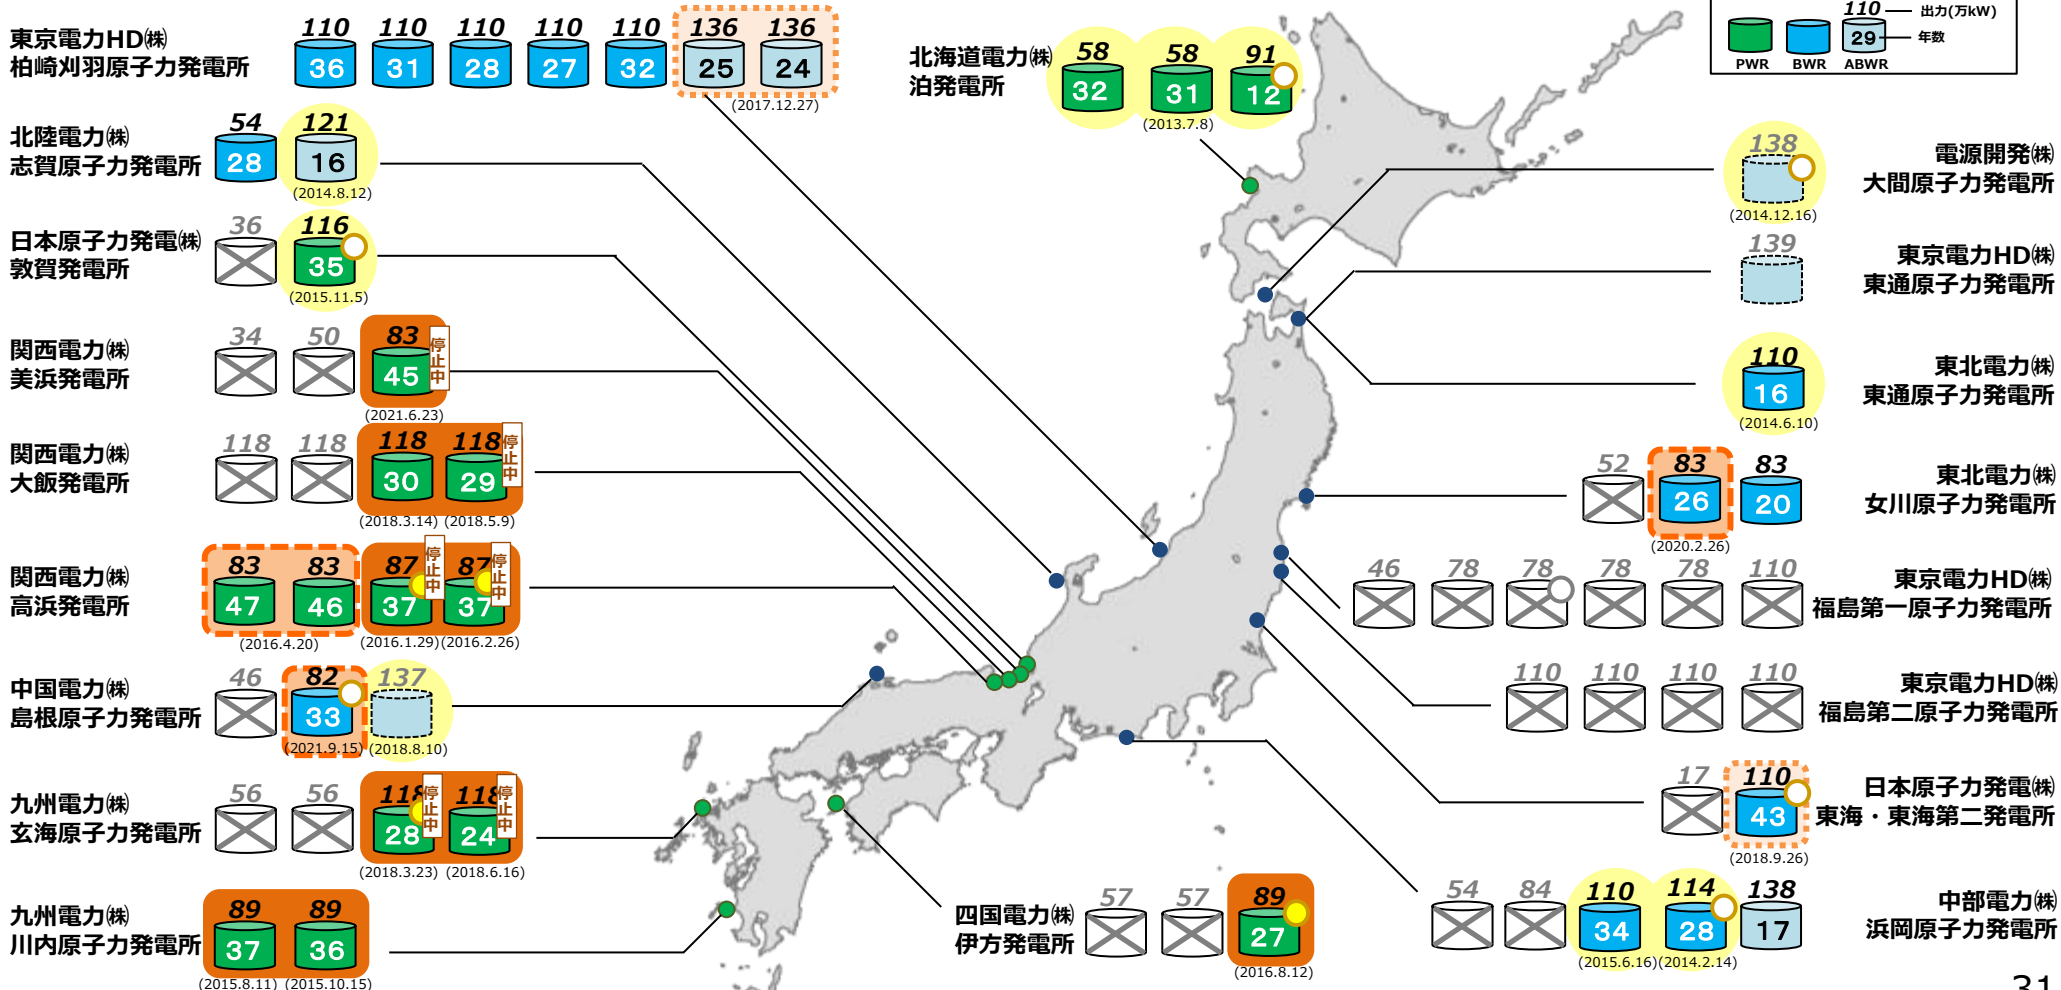 東京電力HD㈱
柏崎刈羽原子力発電所
110 110 110 110 110 136 136
36 31 28 27 32 25 24
(2017.12.27)
北陸電力㈱
志賀原子力発電所
54 121
28 16
(2014.8.12)
日本原子力発電㈱
敦賀発電所
36 116
35
(2015.11.5)
関西電力㈱
美浜発電所
34 50 83
45
停止中
(2021.6.23)
関西電力㈱
大飯発電所
118 118 118 118
30 29
停止中
(2018.3.14) (2018.5.9)
関西電力㈱
高浜発電所
83 83 87 87
47 46 37 37
停止中 停止中
(2016.4.20) (2016.1.29) (2016.2.26)
中国電力㈱
島根原子力発電所
46 82 137
33
(2021.9.15) (2018.8.10)
九州電力㈱
玄海原子力発電所
56 56 118 118
28 24
停止中 停止中
(2018.3.23) (2018.6.16)
九州電力㈱
川内原子力発電所
89 89
37 36
(2015.8.11) (2015.10.15)
北海道電力㈱
泊発電所
58 58 91
32 31 12
(2013.7.8)
四国電力㈱
伊方発電所
57 57 89
27
(2016.8.12)
110 出力(万kW)
29 年数
PWR BWR ABWR
138
電源開発㈱
大間原子力発電所
(2014.12.16)
139
東京電力HD㈱
東通原子力発電所
110
16
東北電力㈱
東通原子力発電所
(2014.6.10)
52 83 83
26 20
東北電力㈱
女川原子力発電所
(2020.2.26)
46 78 78 78 78 110
東京電力HD㈱
福島第一原子力発電所
110 110 110 110
東京電力HD㈱
福島第二原子力発電所
17 110
43
日本原子力発電㈱
東海・東海第二発電所
(2018.9.26)
54 84 110 114 138
34 28 17
中部電力㈱
浜岡原子力発電所
(2015.6.16) (2014.2.14)
31